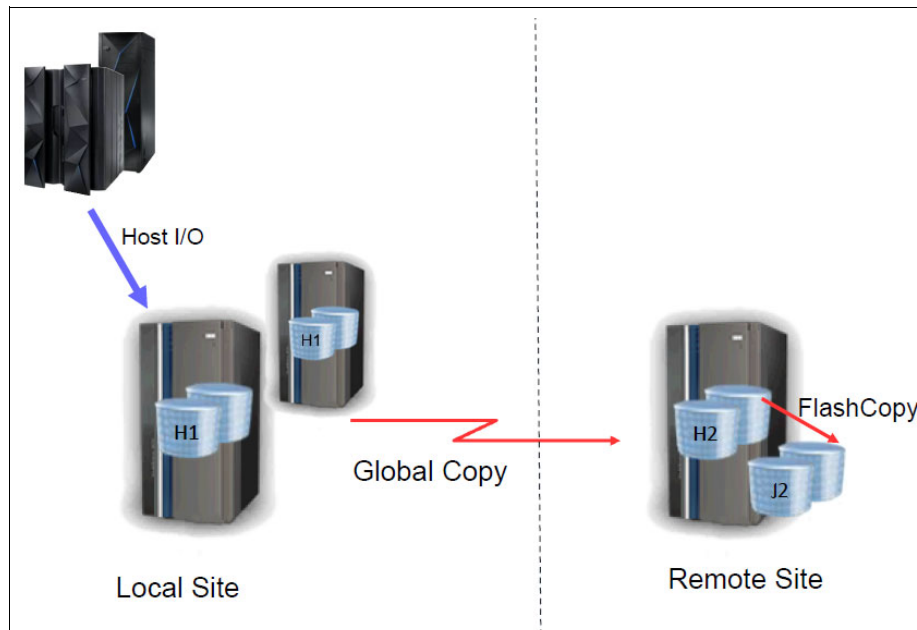 Host I/O
H1
H1
Global Copy
Local Site
H2
FlashCopy
J2
Remote Site